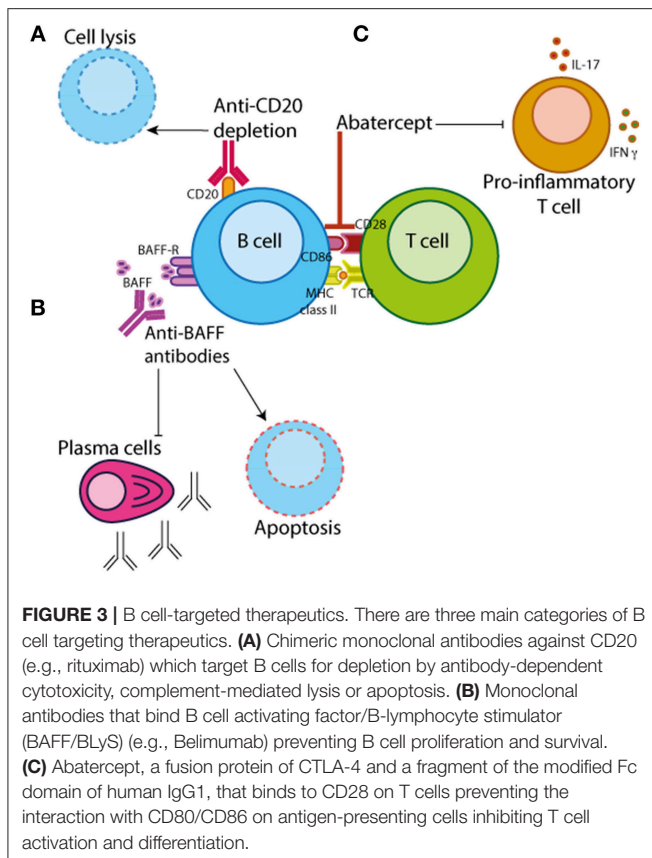 A
Cell lysis
Anti-CD20
depletion
CD20
C
IL-17
Abatercept
IFN γ
Pro-inflammatory
T cell
B cell
CD28
T cell
CD86
BAFF-R
BAFF
MHC
class II
TCR
B
Anti-BAFF
antibodies
Plasma cells
Apoptosis
FIGURE 3 | B cell-targeted therapeutics. There are three main categories of B
cell targeting therapeutics. (A) Chimeric monoclonal antibodies against CD20
(e.g., rituximab) which target B cells for depletion by antibody-dependent
cytotoxicity, complement-mediated lysis or apoptosis. (B) Monoclonal
antibodies that bind B cell activating factor/B-lymphocyte stimulator
(BAFF/BLyS) (e.g., Belimumab) preventing B cell proliferation and survival.
(C) Abatercept, a fusion protein of CTLA-4 and a fragment of the modified Fc
domain of human IgG1, that binds to CD28 on T cells preventing the
interaction with CD80/CD86 on antigen-presenting cells inhibiting T cell
activation and differentiation.